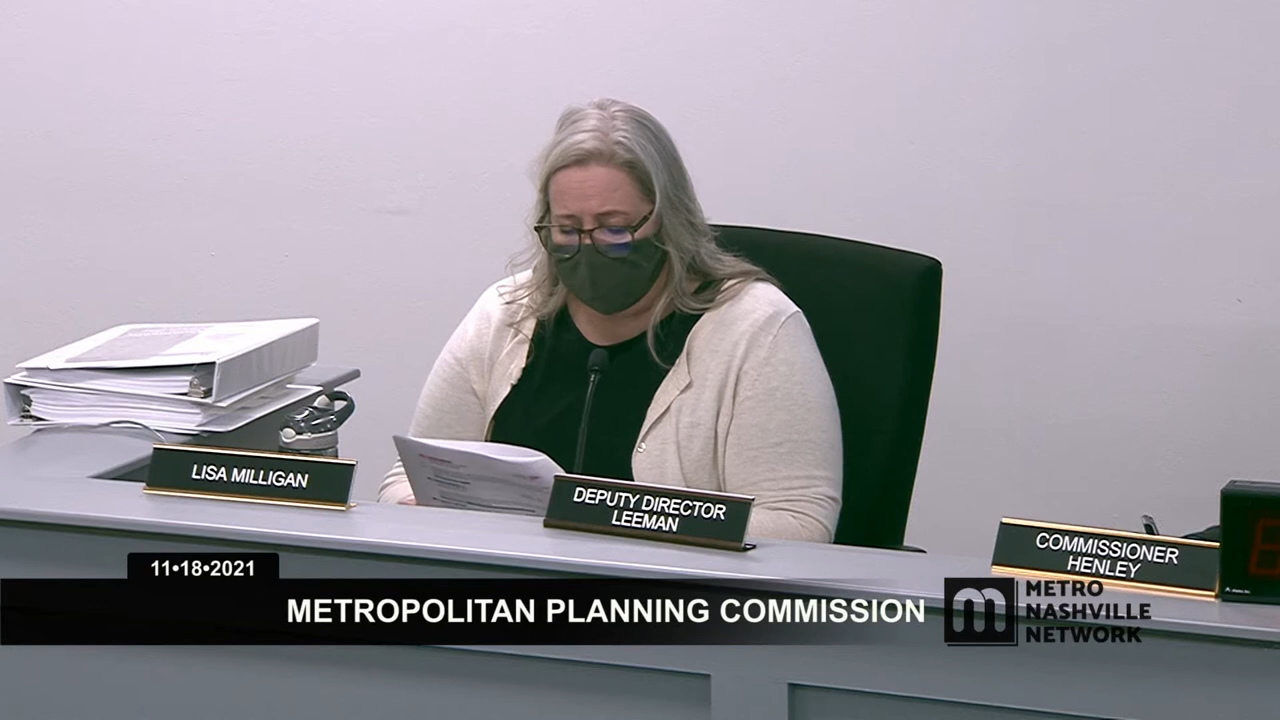 LISA MILLIGAN
DEPUTY DIRECTOR
LEEMAN
COMMISSIONER
HENLEY
11•18•2021
METROPOLITAN PLANNING COMMISSION
m
METRO
NASHVILLE
NETWORK